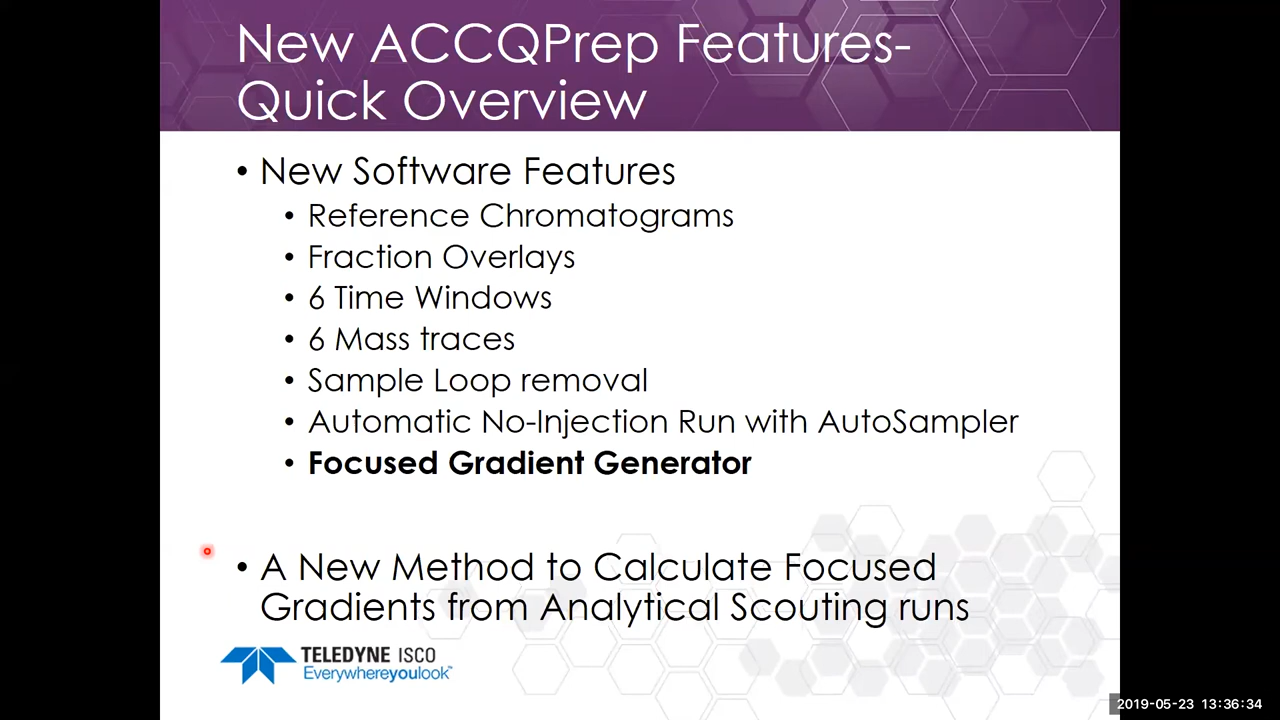 New ACCQPrep Features-
Quick Overview
• New Software Features
• Reference Chromatograms
• Fraction Overlays
• 6 Time Windows
• 6 Mass traces
• Sample Loop removal
• Automatic No-Injection Run with AutoSampler
• Focused Gradient Generator
• A New Method to Calculate Focused
Gradients from Analytical Scouting runs
TELEDYNE ISCO
Everywhereyoulook™
2019-05-23 13:36:34